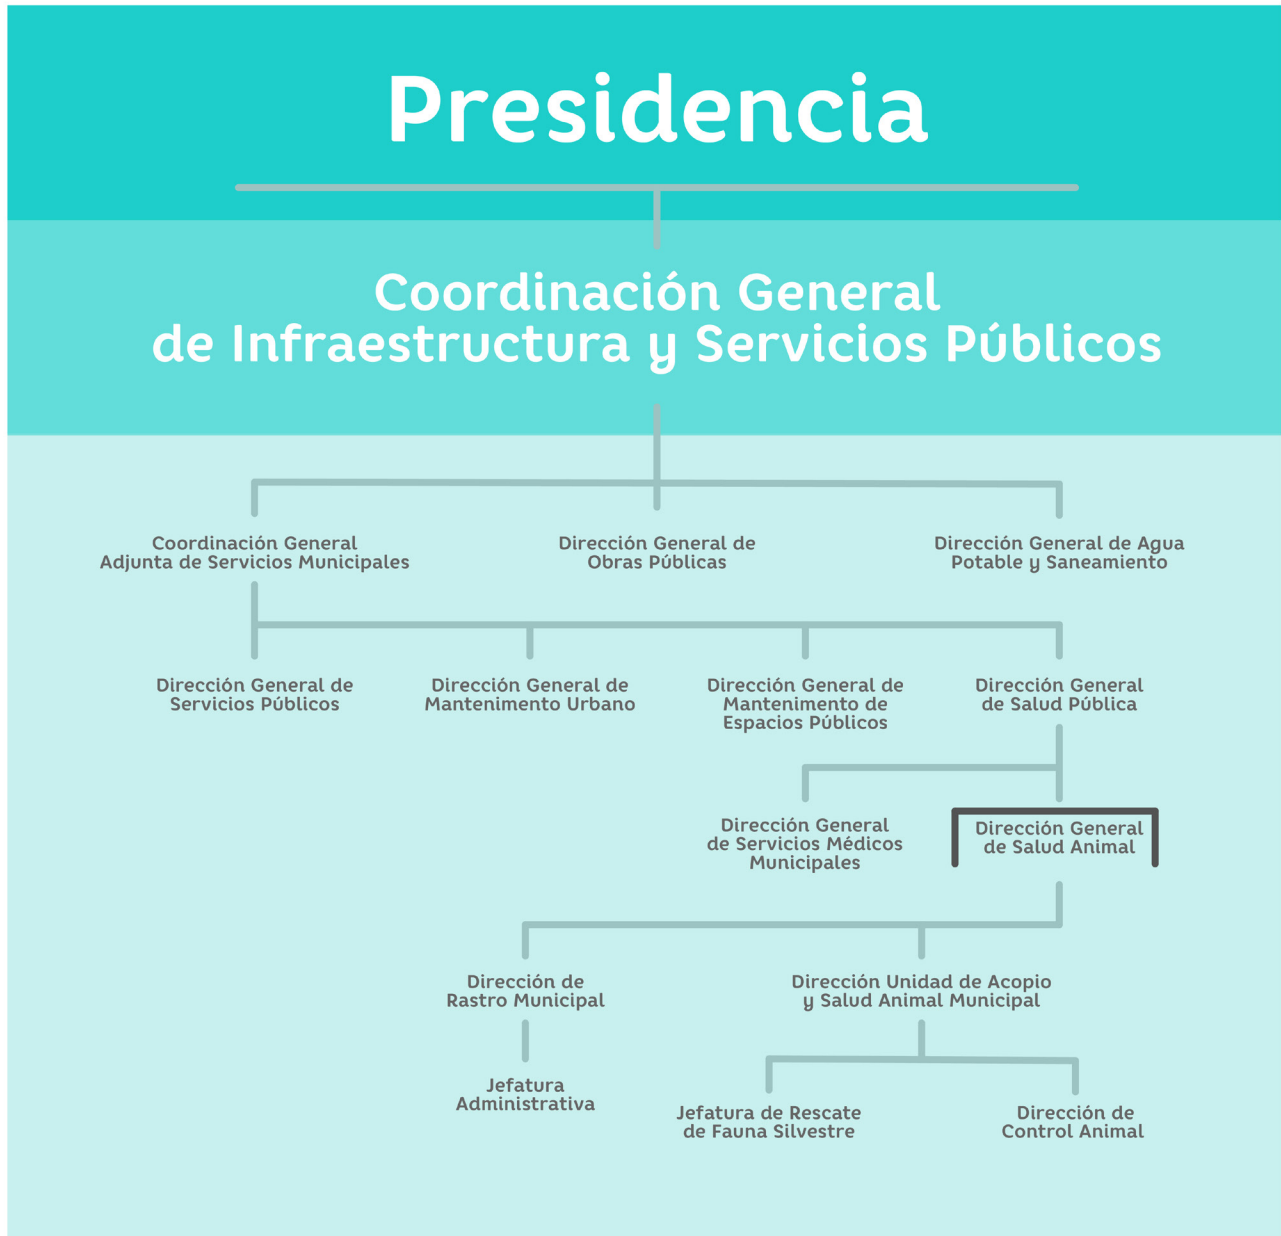 Presidencia
Coordinación General
de Infraestructura y Servicios Públicos
Coordinación General
Adjunta de Servicios Municipales
Dirección General de
Obras Públicas
Dirección General de Agua
Potable y Saneamiento
Dirección General de
Servicios Públicos
Dirección General de
Mantenimento Urbano
Dirección General de
Mantenimento de
Espacios Públicos
Dirección General
de Salud Pública
Dirección General
de Servicios Médicos
Municipales
Dirección General
de Salud Animal
Dirección de
Rastro Municipal
Dirección Unidad de Acopio
y Salud Animal Municipal
Jefatura
Administrativa
Jefatura de Rescate
de Fauna Silvestre
Dirección de
Control Animal